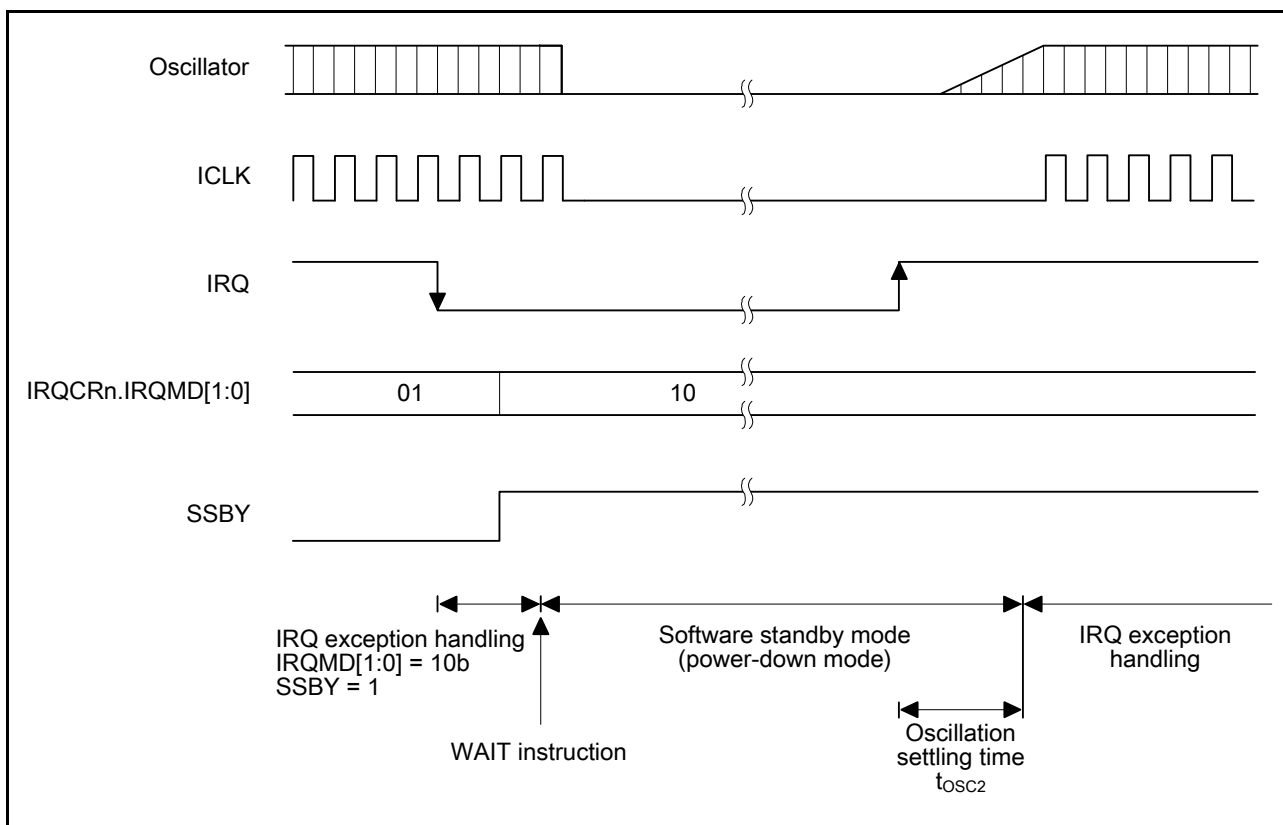 Oscillator
ICLK
IRQ
IRQCRn.IRQMD[1:0]
01
10
SSBY
IRQ exception handling
IRQMD[1:0] = 10b
SSBY = 1
Software standby mode
(power-down mode)
IRQ exception
handling
WAIT instruction
Oscillation
settling time
tOSC2